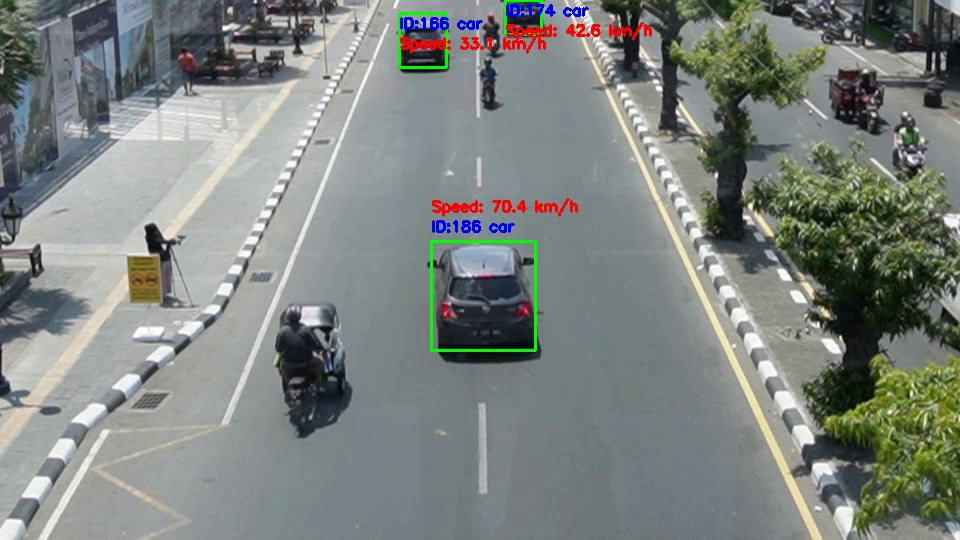 ID:166 car
Speed: 33.1 km/h
ID:174 car
Speed: 42.6 km/h
Speed: 70.4 km/h
ID:186 car